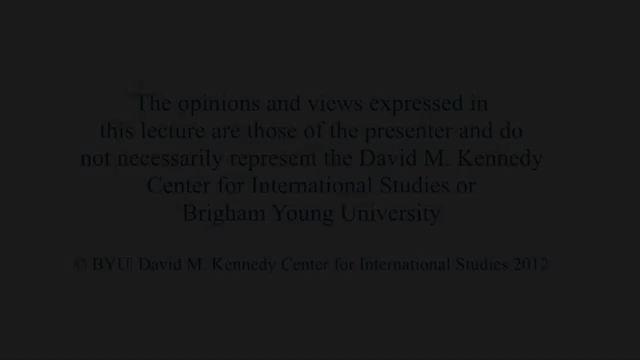 The opinions and views expressed in
this lecture are those of the presenter and do
not necessarily represent the David M. Kennedy
Center for International Studies or
Brigham Young University
© BYU David M. Kennedy Center for International Studies 2012